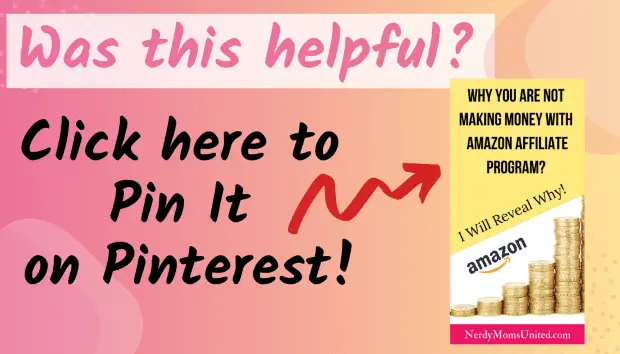 Was this helpful?
Click here to
Pin It
on Pinterest!
WHY YOU ARE NOT
MAKING MONEY WITH
AMAZON AFFILIATE
PROGRAM?
I Will Reveal Why!
amazon
NerdyMomsUnited.com